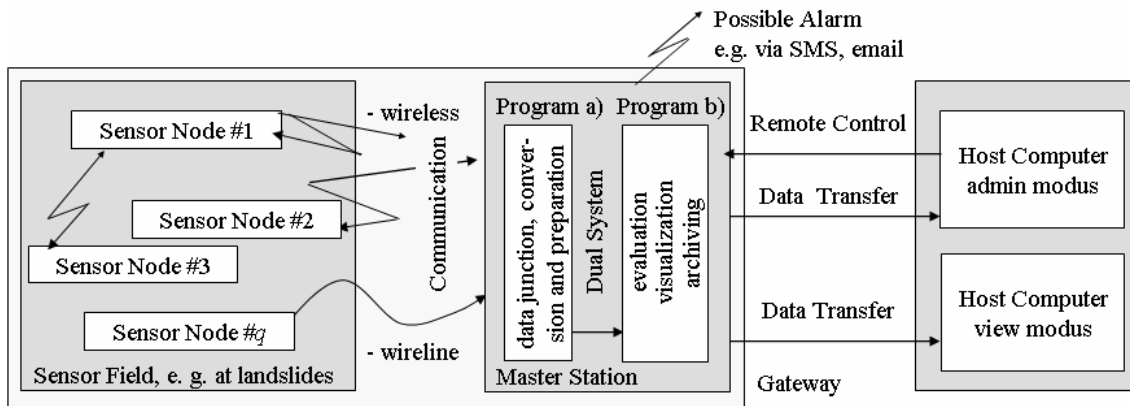 Possible Alarm
e.g. via SMS, email
Sensor Node #1
Sensor Node #2
Sensor Node #3
Sensor Node #q
Sensor Field, e. g. at landslides
- wireless
Communication
- wireline
Program a)
Program b)
data junction, conver-
sion and preparation
Dual System
evaluation
visualization
archiving
Master Station
Remote Control
Data Transfer
Data Transfer
Gateway
Host Computer
admin modus
Host Computer
view modus